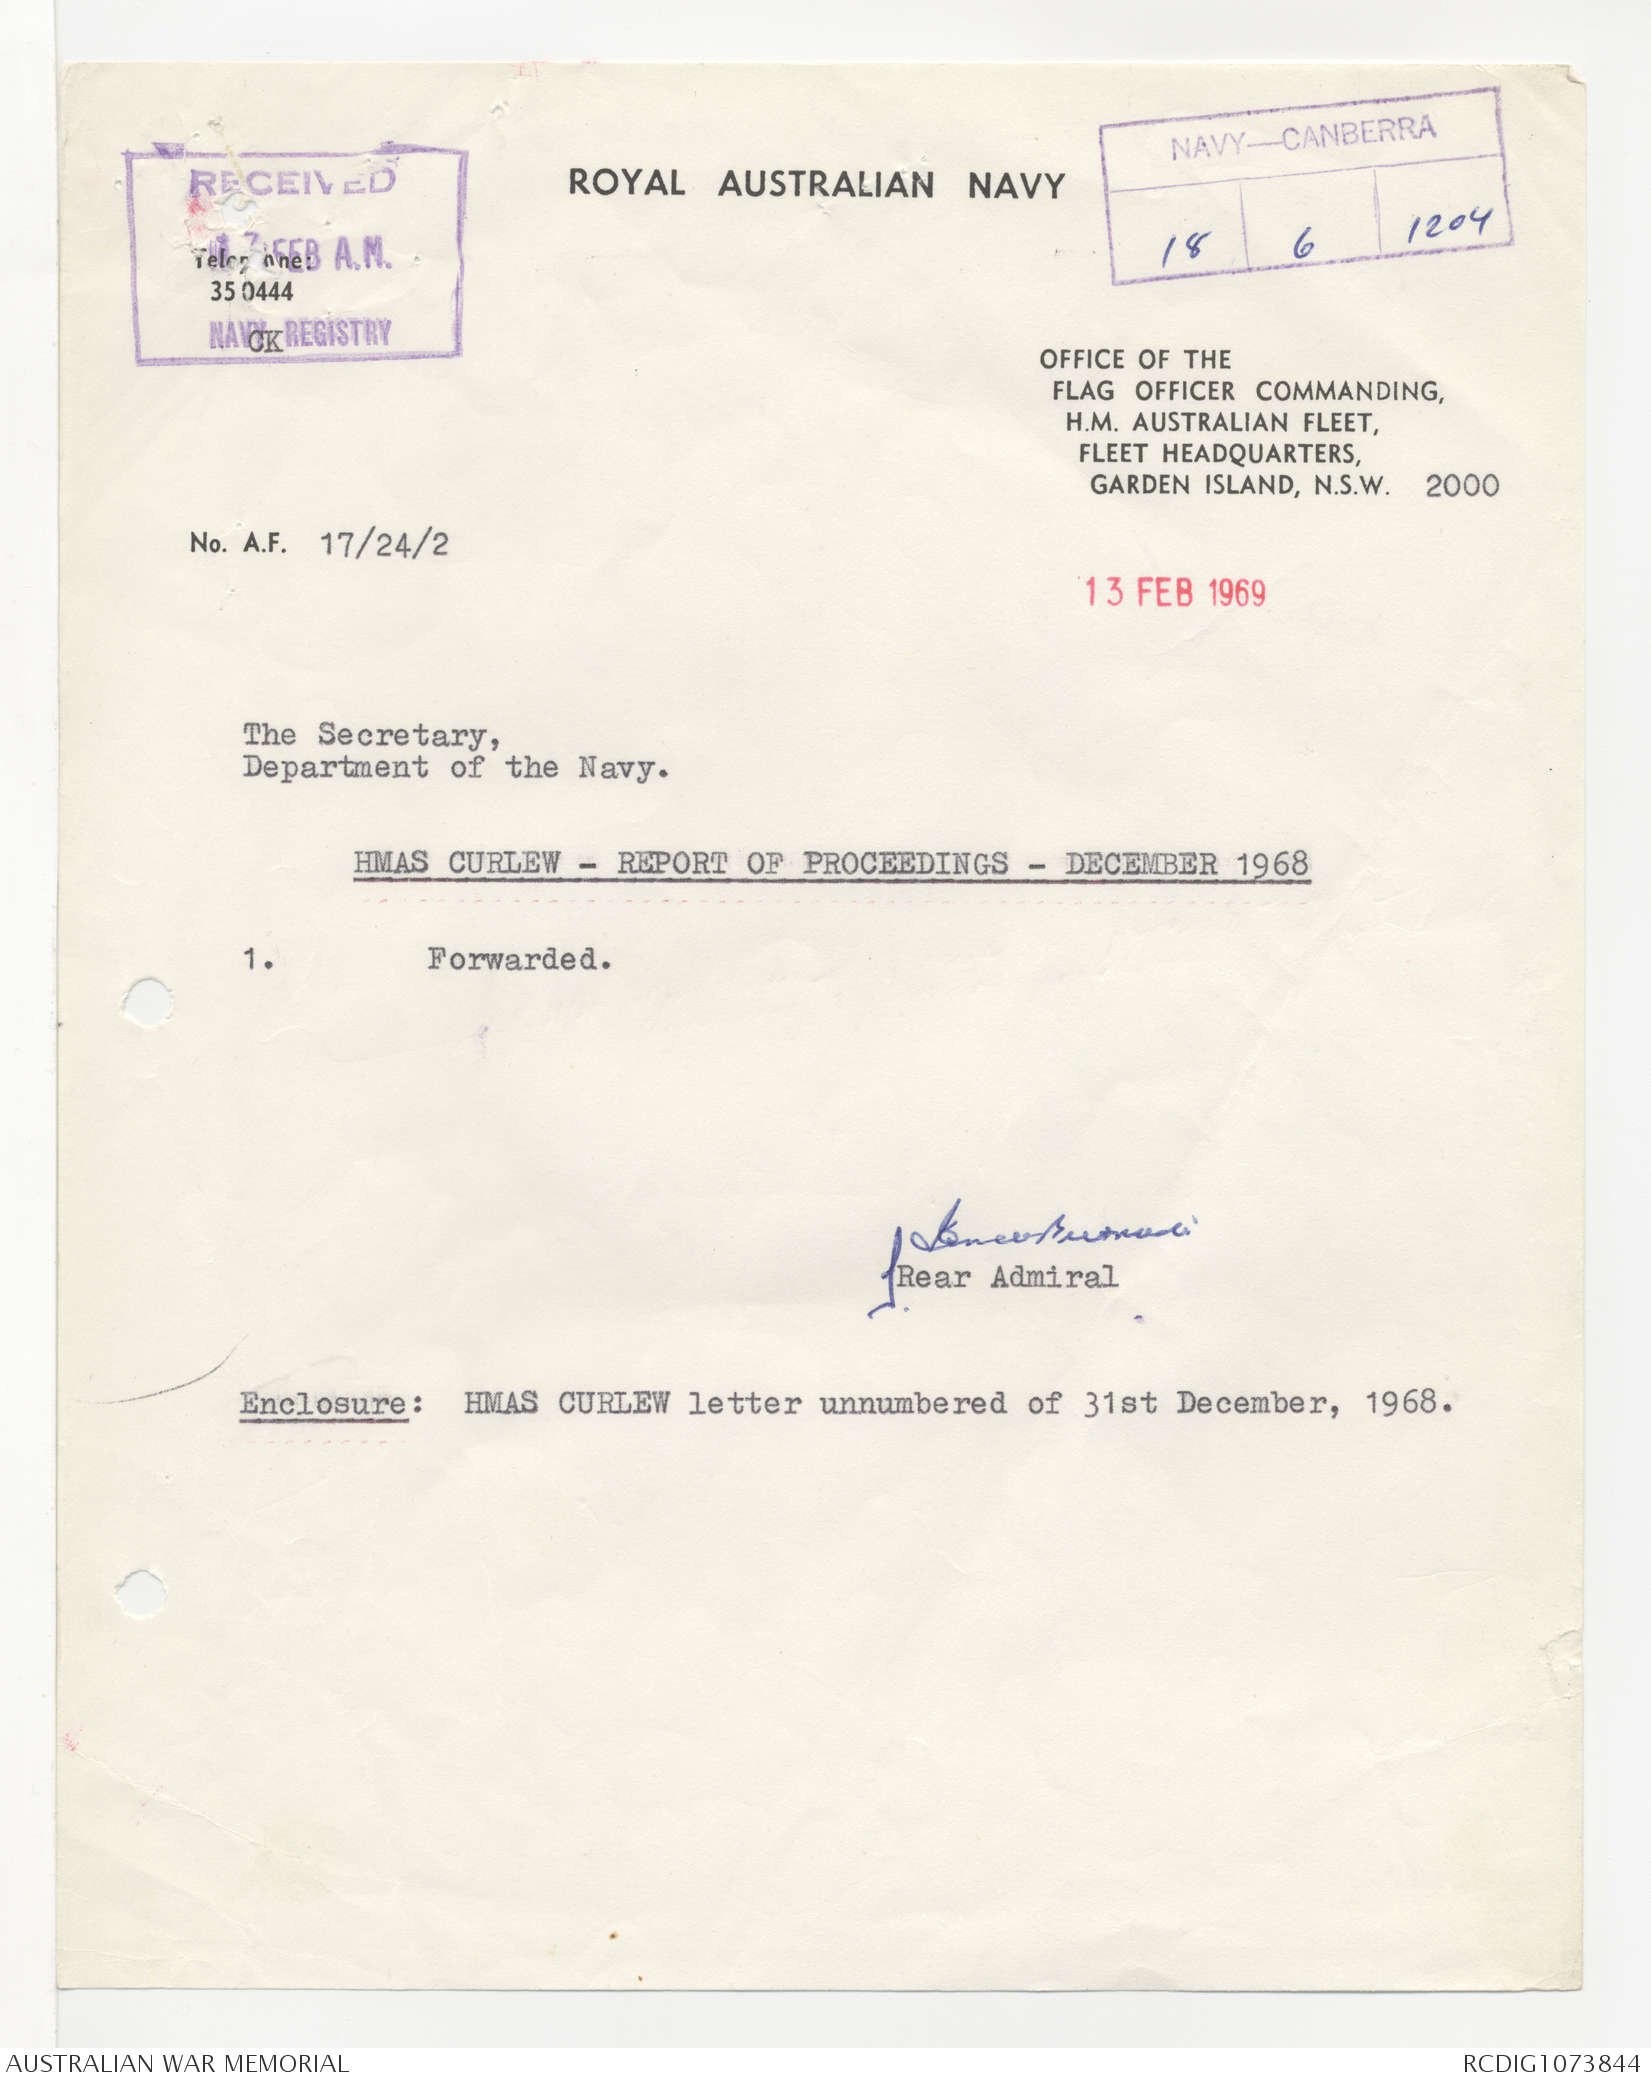 RECEIVED
17 FEB A.M.
NAVY REGISTRY
Telephone:
35 0444
CK
ROYAL AUSTRALIAN NAVY
NAVY—CANBERRA
18 6 1204
OFFICE OF THE
FLAG OFFICER COMMANDING,
H.M. AUSTRALIAN FLEET,
FLEET HEADQUARTERS,
GARDEN ISLAND, N.S.W. 2000
No. A.F. 17/24/2
13 FEB 1969
The Secretary,
Department of the Navy.
HMAS CURLEW - REPORT OF PROCEEDINGS - DECEMBER 1968
1. Forwarded.
Rear Admiral
Enclosure: HMAS CURLEW letter unnumbered of 31st December, 1968.
AUSTRALIAN WAR MEMORIAL
RCDIG1073844